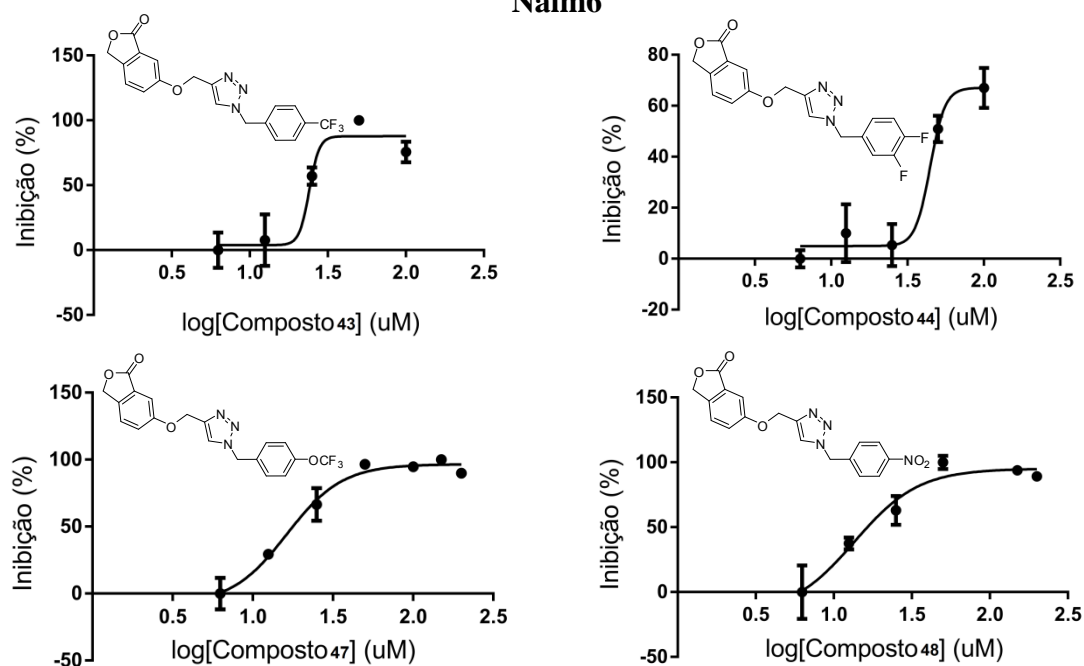 Nalm6
O
O
O
N
N
N
CF₃
150
100
50
0
-50
0.5
1.0
1.5
2.0
2.5
Inibição (%)
log[Composto 43] (uM)
O
O
O
N
N
N
F
F
80
60
40
20
0
-20
0.5
1.0
1.5
2.0
2.5
Inibição (%)
log[Composto 44] (uM)
O
O
O
N
N
N
OCF₃
150
100
50
0
-50
0.5
1.0
1.5
2.0
2.5
Inibição (%)
log[Composto 47] (uM)
O
O
O
N
N
N
NO₂
150
100
50
0
-50
0.5
1.0
1.5
2.0
2.5
Inibição (%)
log[Composto 48] (uM)